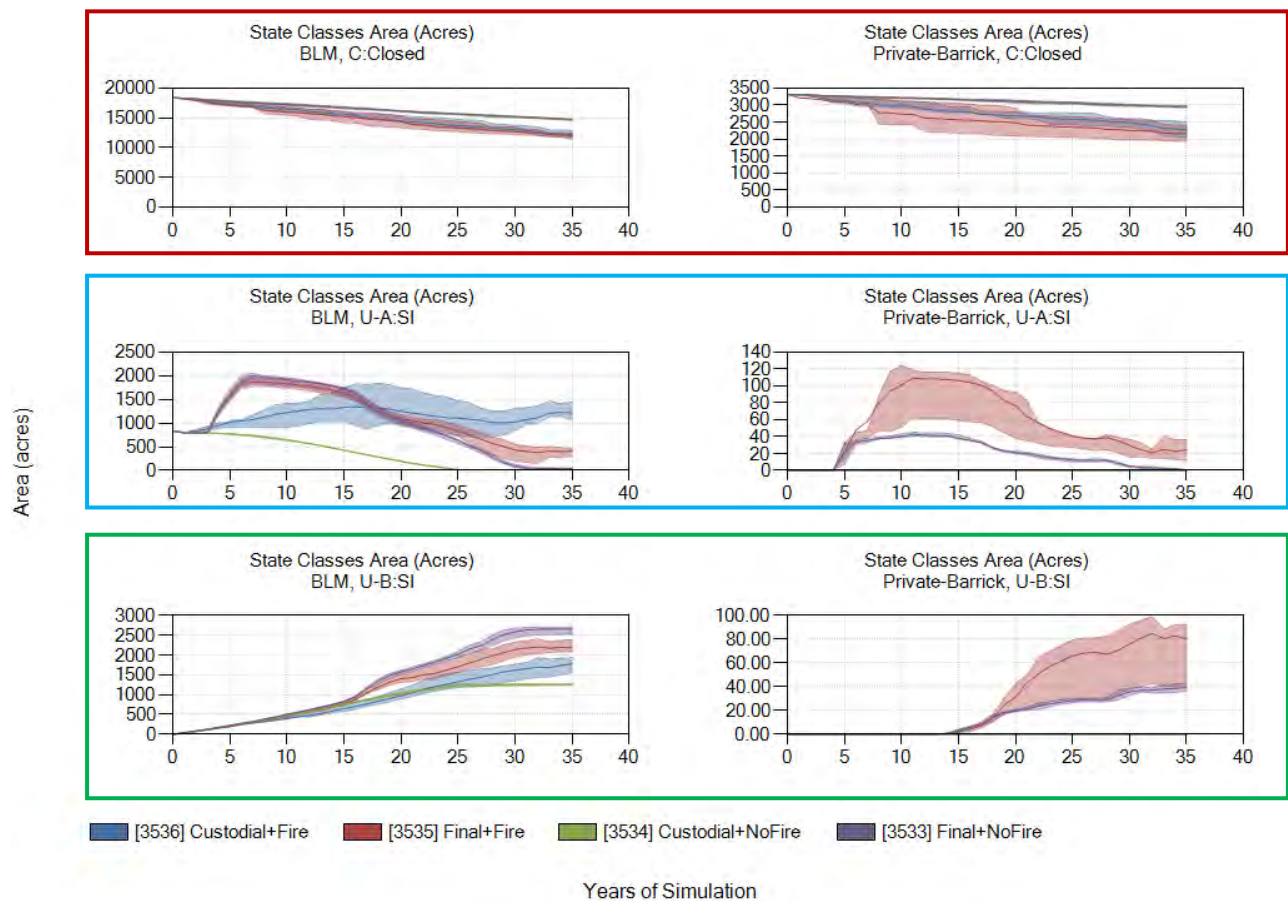 State Classes Area (Acres)
BLM, C:Closed
20000
15000
10000
5000
0
0 5 10 15 20 25 30 35 40
State Classes Area (Acres)
Private-Barrick, C:Closed
3500
3000
2500
2000
1500
1000
500
0
0 5 10 15 20 25 30 35 40
Area (acres)
State Classes Area (Acres)
BLM, U-A:SI
2500
2000
1500
1000
500
0
0 5 10 15 20 25 30 35 40
State Classes Area (Acres)
Private-Barrick, U-A:SI
140
120
100
80
60
40
20
0
0 5 10 15 20 25 30 35 40
State Classes Area (Acres)
BLM, U-B:SI
3000
2500
2000
1500
1000
500
0
0 5 10 15 20 25 30 35 40
State Classes Area (Acres)
Private-Barrick, U-B:SI
100.00
80.00
60.00
40.00
20.00
0.00
0 5 10 15 20 25 30 35 40
[3536] Custodial+Fire [3535] Final+Fire [3534] Custodial+NoFire [3533] Final+NoFire
Years of Simulation